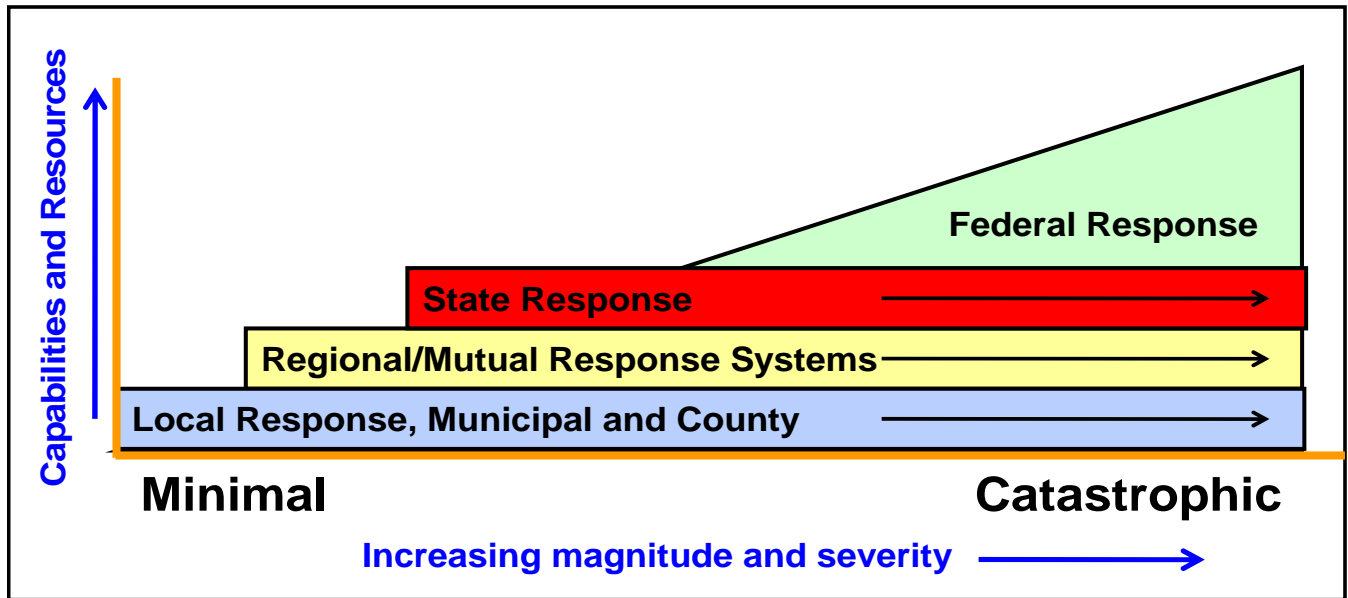 Capabilities and Resources
Federal Response
State Response
Regional/Mutual Response Systems
Local Response, Municipal and County
Minimal
Catastrophic
Increasing magnitude and severity